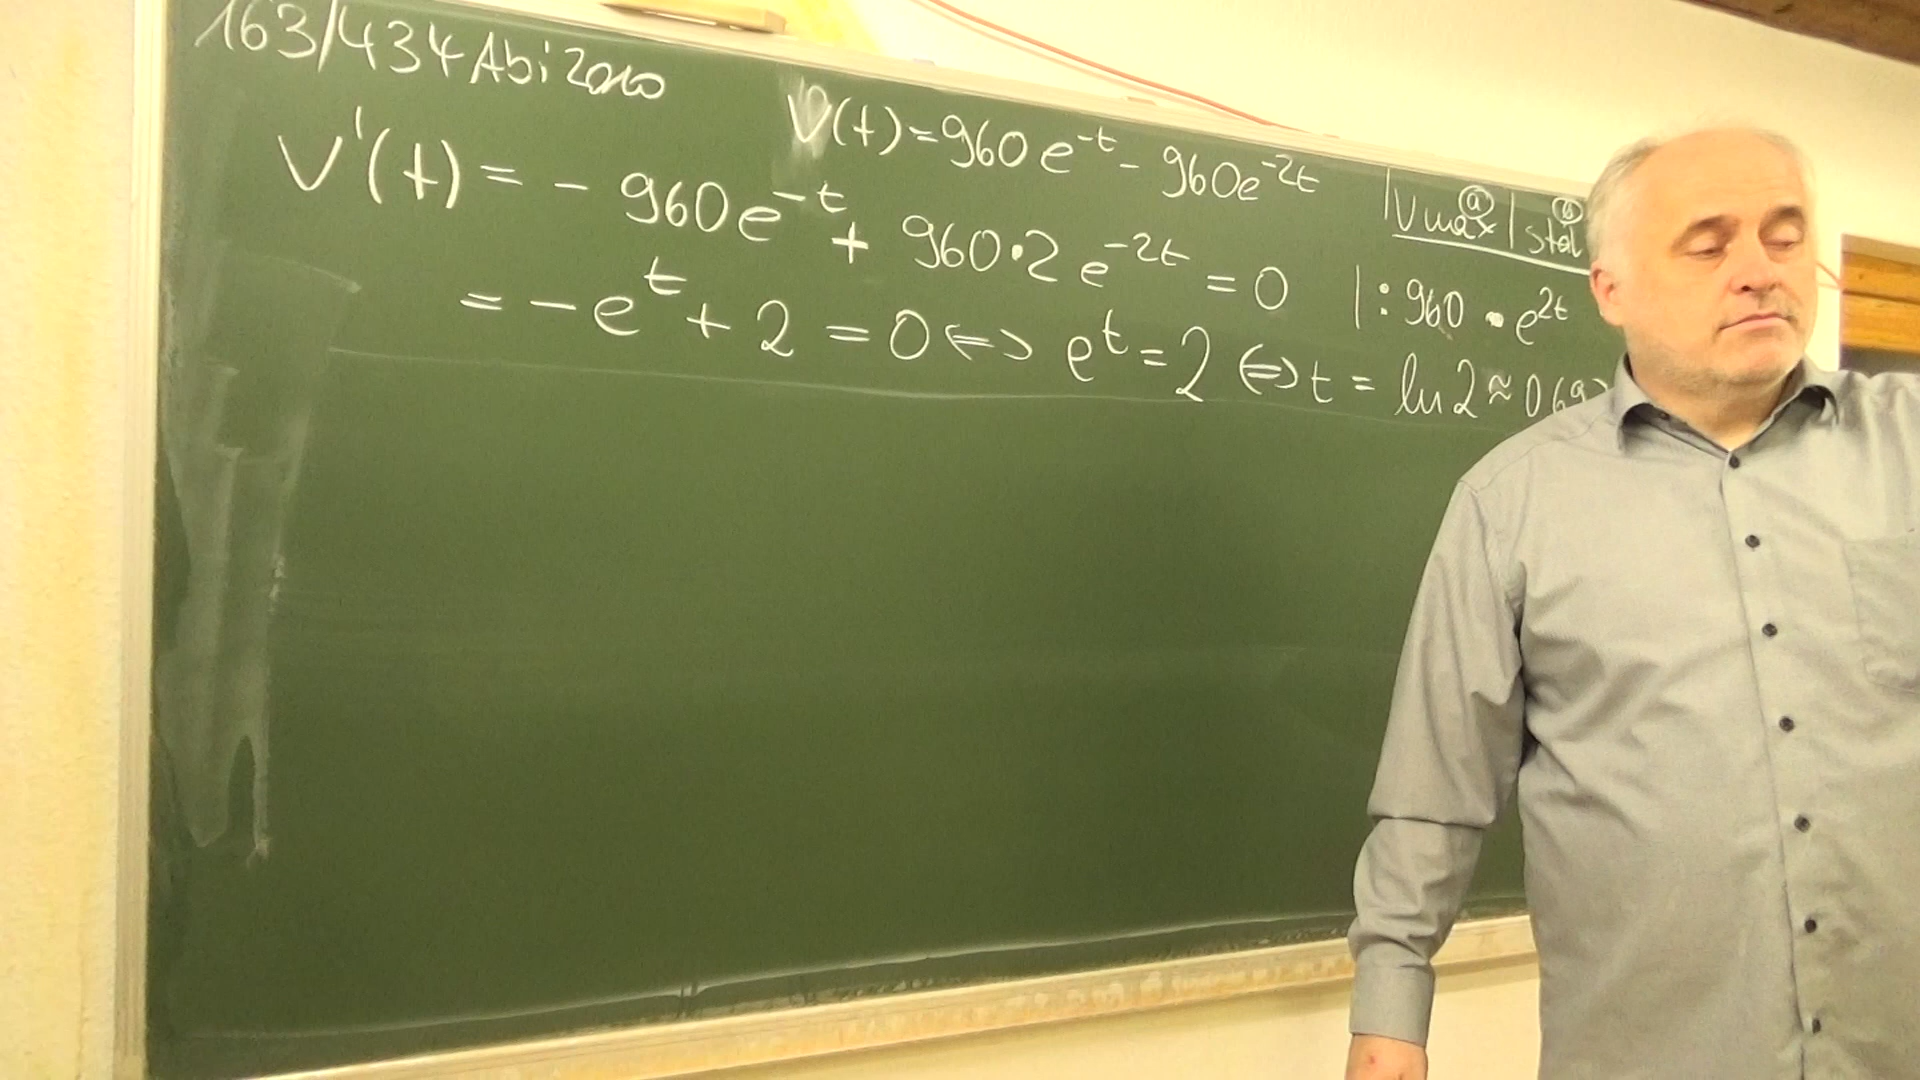 163/434 Abi 2010
V(t) = 960 e^{-t} - 960e^{-2t} | Vmax ⓐ | ⓑ
V'(t) = - 960 e^{-t} + 960·2 e^{-2t} = 0 | : 960 · e^{2t}
= - e^{t} + 2 = 0 <=> e^{t} = 2 <=> t = ln 2 ≈ 0,69